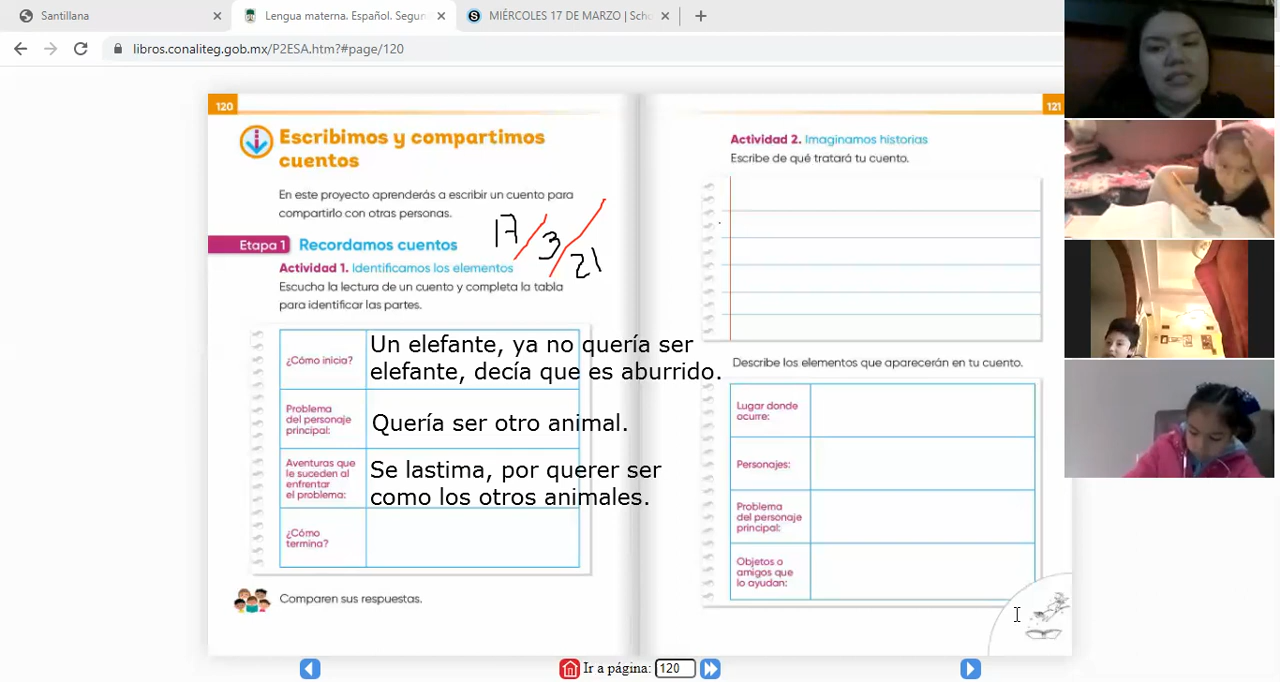 Santillana
Lengua materna. Español. Segun
MIÉRCOLES 17 DE MARZO | Scho
libros.conaliteg.gob.mx/P2ESA.htm?#page/120
120
Escribimos y compartimos
cuentos
En este proyecto aprenderás a escribir un cuento para
compartirlo con otras personas.
17/3/21
Etapa 1 Recordamos cuentos
Actividad 1. Identificamos los elementos
Escucha la lectura de un cuento y completa la tabla
para identificar las partes.
¿Cómo inicia?
Un elefante, ya no quería ser
elefante, decía que es aburrido.
Problema
del personaje
principal:
Quería ser otro animal.
Aventuras que
le suceden al
enfrentar
el problema:
Se lastima, por querer ser
como los otros animales.
¿Cómo
termina?
Comparen sus respuestas.
121
Actividad 2. Imaginamos historias
Escribe de qué tratará tu cuento.
Describe los elementos que aparecerán en tu cuento.
Lugar donde
ocurre:
Personajes:
Problema
del personaje
principal:
Objetos o
amigos que
lo ayudan:
Ir a página: 120